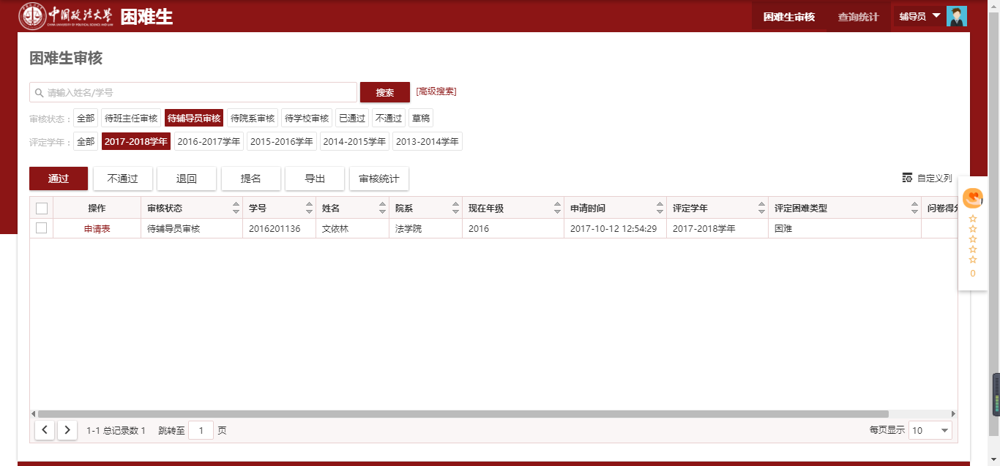 中国政法大学 困难生 困难生审核 查询统计 辅导员
CHINA UNIVERSITY OF POLITICAL SCIENCE AND LAW
困难生审核
请输入姓名/学号 搜索 [高级搜索]
审核状态： 全部 待班主任审核 待辅导员审核 待院系审核 待学校审核 已通过 不通过 草稿
评定学年： 全部 2017-2018学年 2016-2017学年 2015-2016学年 2014-2015学年 2013-2014学年
通过 不通过 退回 提名 导出 审核统计 自定义列
操作 审核状态 学号 姓名 院系 现在年级 申请时间 评定学年 评定困难类型 问卷得分
申请表 待辅导员审核 2016201136 文依林 法学院 2016 2017-10-12 12:54:29 2017-2018学年 困难
0
1-1 总记录数 1 跳转至 1 页 每页显示 10